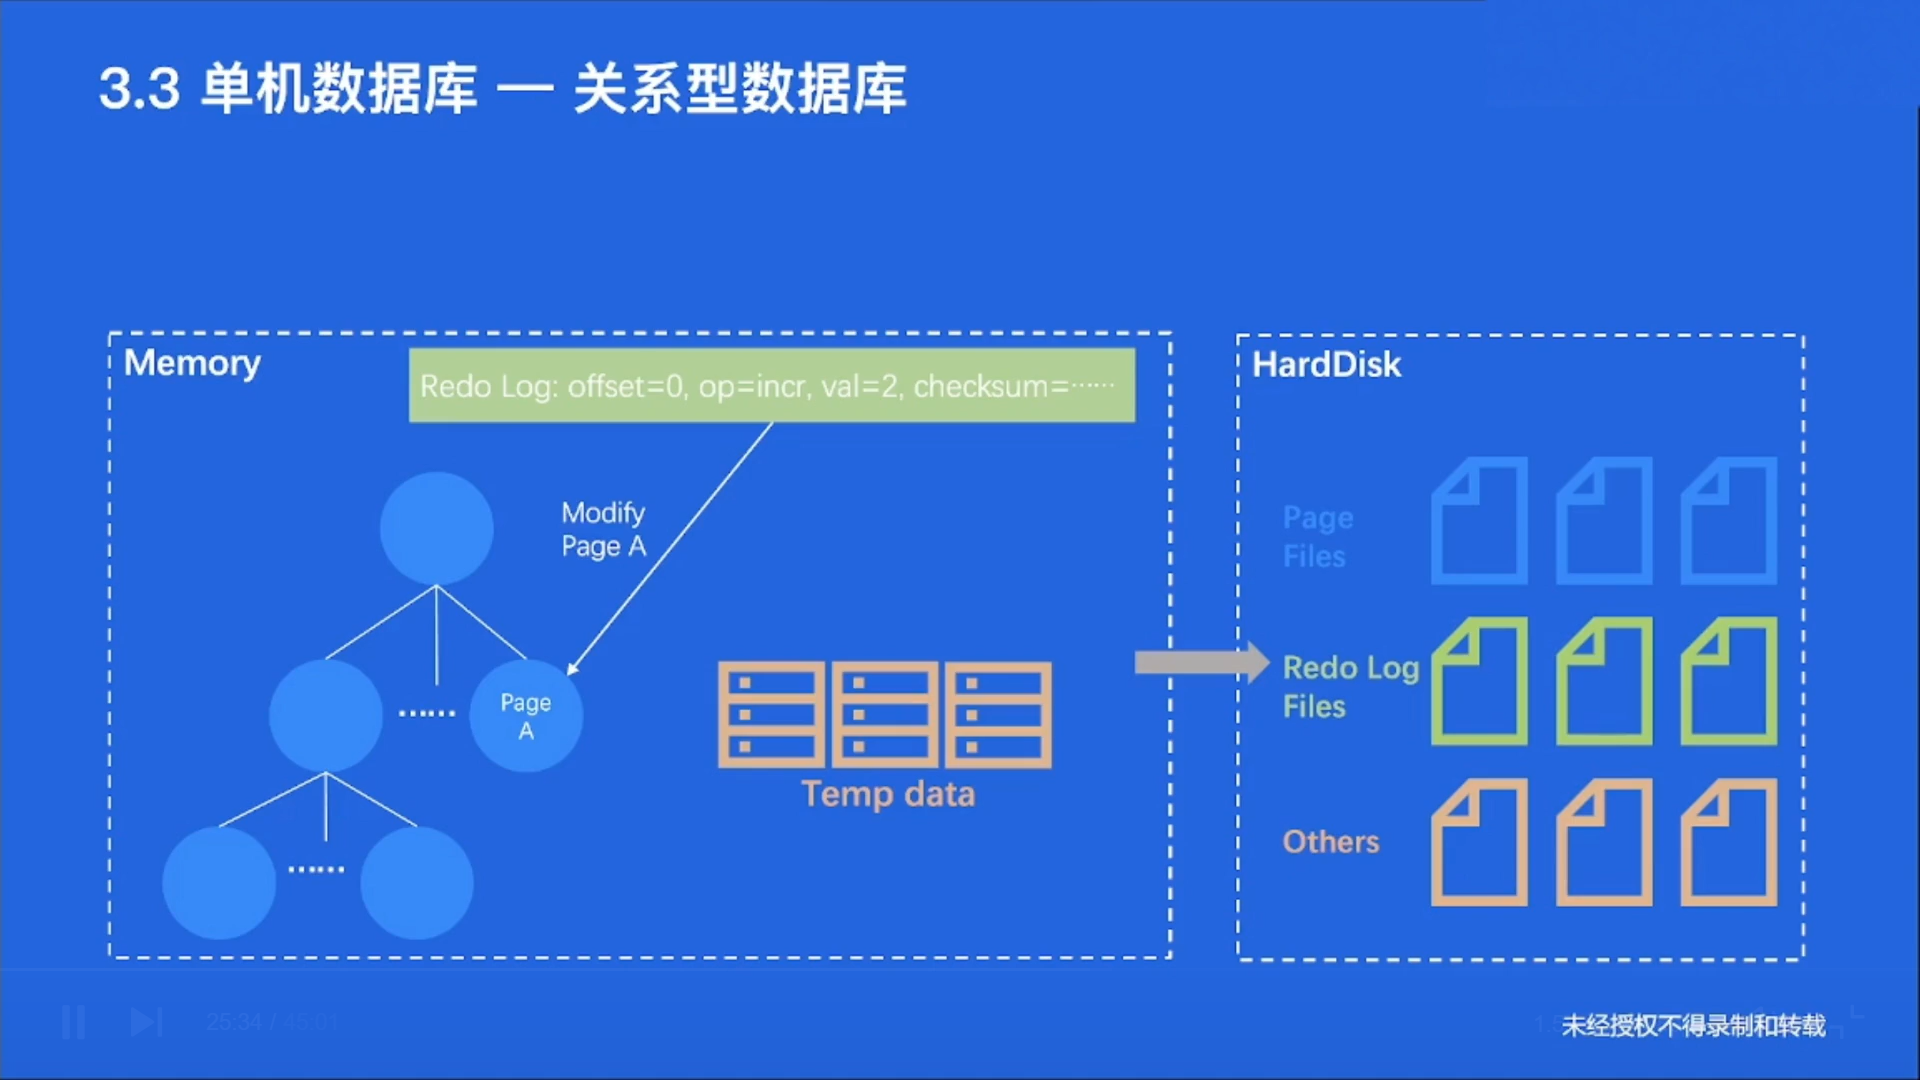 3.3 单机数据库 — 关系型数据库
Memory
Redo Log: offset=0, op=incr, val=2, checksum=······
Modify
Page A
······
Page
A
······
Temp data
HardDisk
Page
Files
Redo Log
Files
Others
25:34 / 45:01
未经授权不得录制和转载